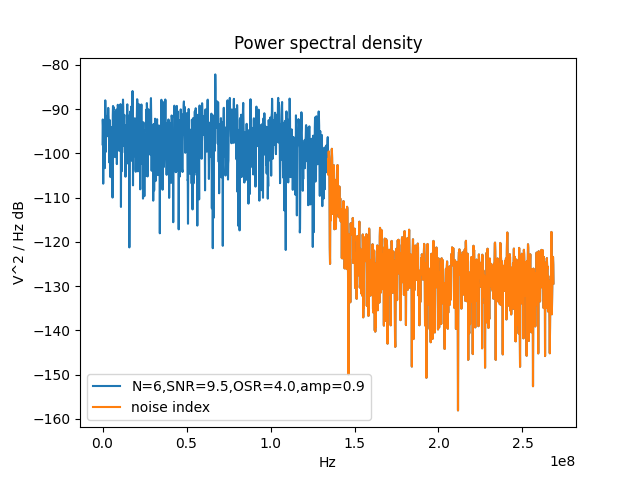 Power spectral density
V^2 / Hz dB
−80
−90
−100
−110
−120
−130
−140
−150
−160
N=6,SNR=9.5,OSR=4.0,amp=0.9
noise index
0.0 0.5 1.0 1.5 2.0 2.5
1e8
Hz